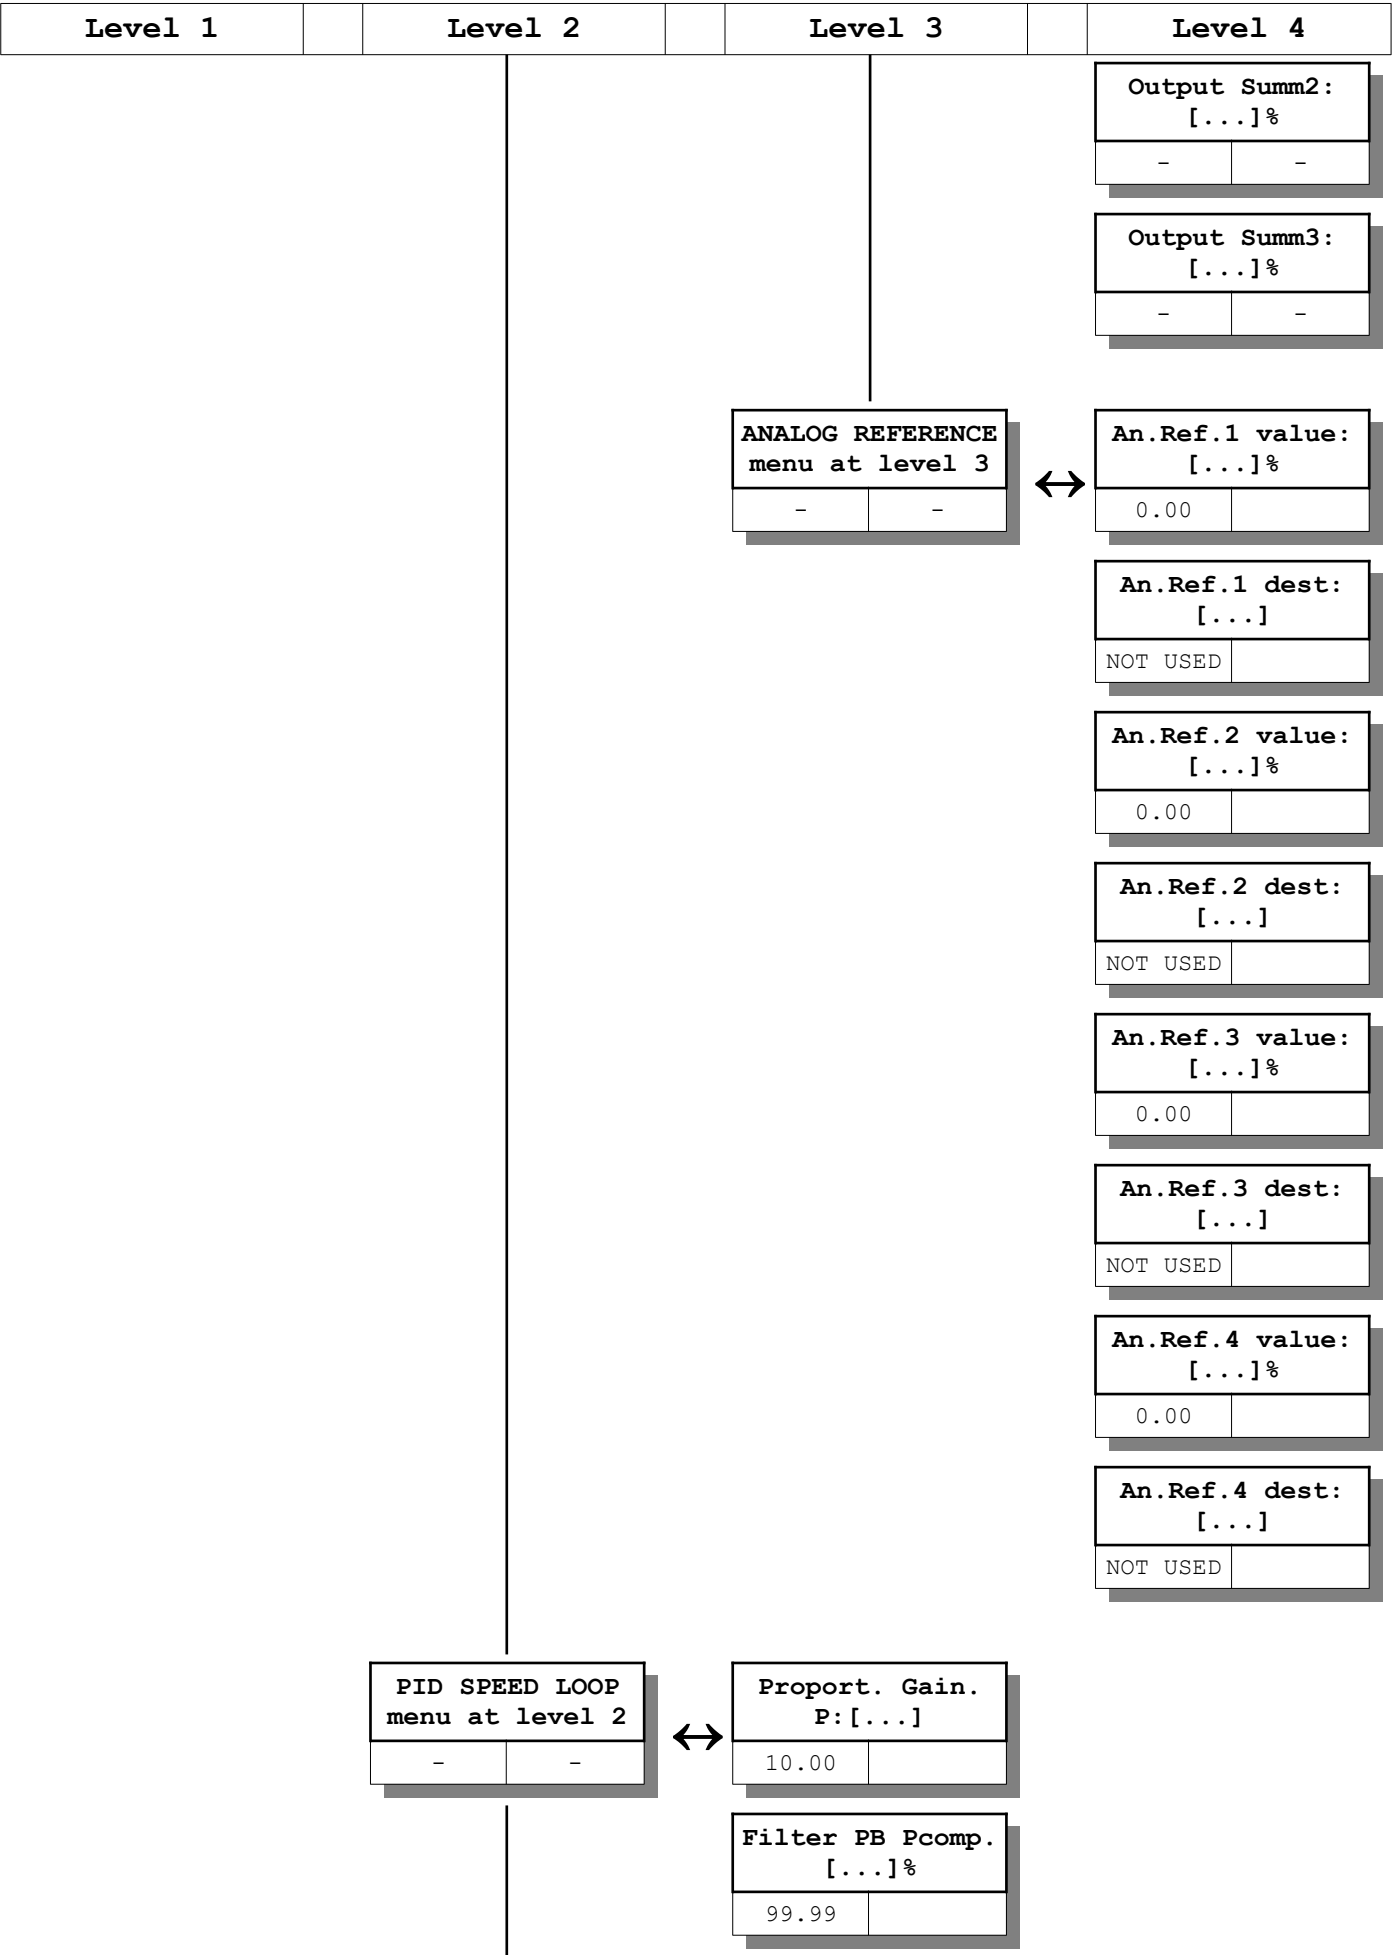 Level 1 Level 2 Level 3 Level 4
Output Summ2:
[...]%
- -
Output Summ3:
[...]%
- -
ANALOG REFERENCE
menu at level 3
- -
↔
An.Ref.1 value:
[...]%
0.00
An.Ref.1 dest:
[...]
NOT USED
An.Ref.2 value:
[...]%
0.00
An.Ref.2 dest:
[...]
NOT USED
An.Ref.3 value:
[...]%
0.00
An.Ref.3 dest:
[...]
NOT USED
An.Ref.4 value:
[...]%
0.00
An.Ref.4 dest:
[...]
NOT USED
PID SPEED LOOP
menu at level 2
- -
↔
Proport. Gain.
P:[...]
10.00
Filter PB Pcomp.
[...]%
99.99